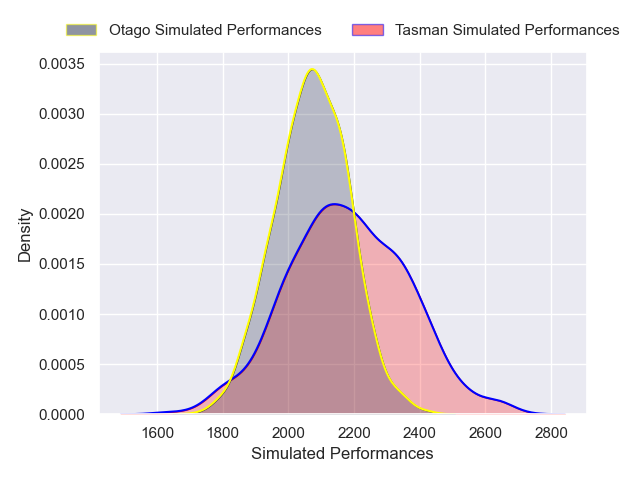 Otago Simulated Performances Tasman Simulated Performances
0.0035
0.0030
0.0025
0.0020
0.0015
0.0010
0.0005
0.0000
Density
1600 1800 2000 2200 2400 2600 2800
Simulated Performances